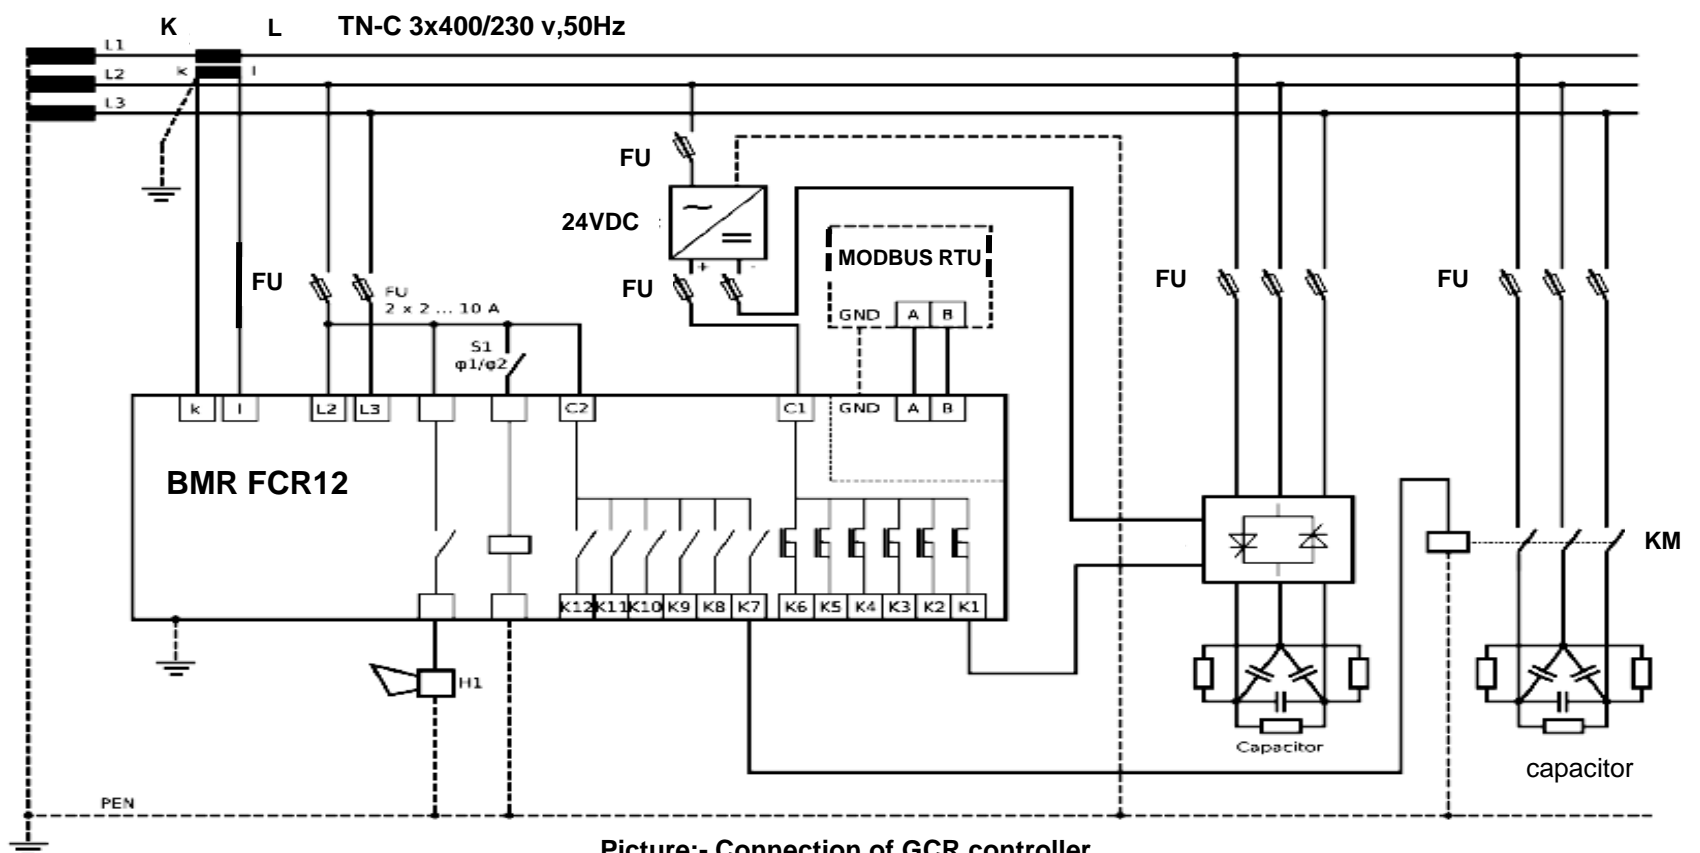 K L TN-C 3x400/230 v,50Hz
L1
k l
L2
L3
FU
24VDC
+ -
MODBUS RTU
FU FU FU FU
FU
2 x 2 ... 10 A
GND A B
S1
φ1/φ2
k l L2 L3 C2 C1 GND A B
BMR FCR12
KM
K12 K11 K10 K9 K8 K7 K6 K5 K4 K3 K2 K1
H1
Capacitor
capacitor
PEN
Picture:- Connection of GCR controller